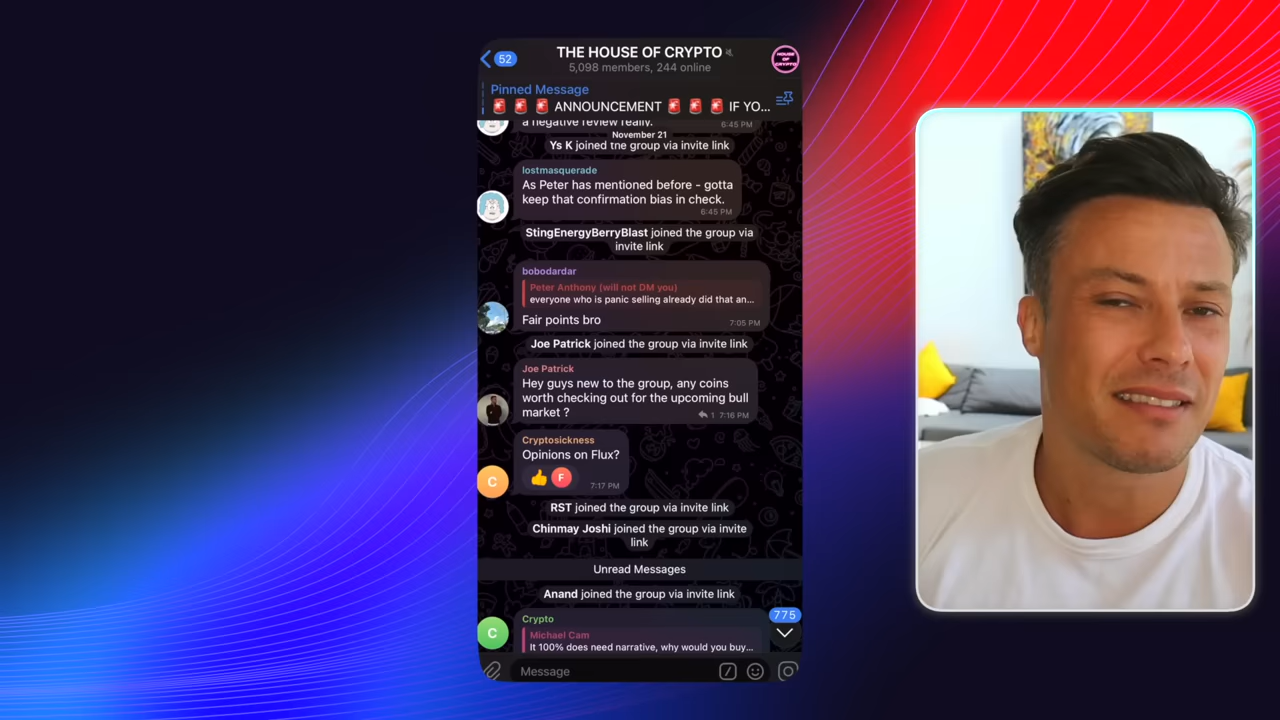 52
THE HOUSE OF CRYPTO
5,098 members, 244 online
HOUSE
OF
CRYPTO
Pinned Message
🚨 🚨 🚨 ANNOUNCEMENT 🚨 🚨 🚨 IF YO...
a negative review really.
6:45 PM
November 21
Ys K joined the group via invite link
lostmasquerade
As Peter has mentioned before - gotta
keep that confirmation bias in check.
6:45 PM
StingEnergyBerryBlast joined the group via
invite link
bobodardar
Peter Anthony (will not DM you)
everyone who is panic selling already did that an...
Fair points bro
7:05 PM
Joe Patrick joined the group via invite link
Joe Patrick
Hey guys new to the group, any coins
worth checking out for the upcoming bull
market ?
1 7:16 PM
Cryptosickness
Opinions on Flux?
👍 F
7:17 PM
C
RST joined the group via invite link
Chinmay Joshi joined the group via invite
link
Unread Messages
Anand joined the group via invite link
775
Crypto
C
Michael Cam
It 100% does need narrative, why would you buy...
Message